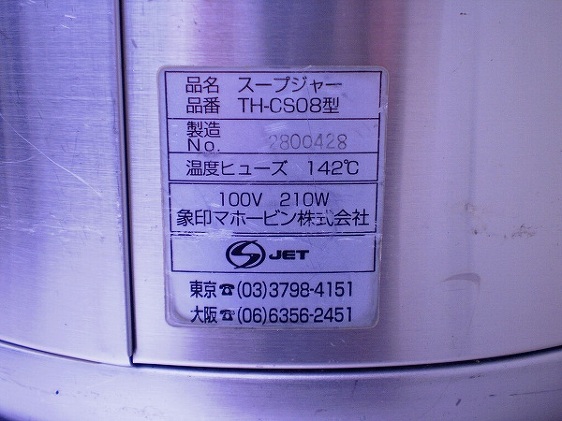 品名 スープジャー
品番 TH-CS08型
製造
No. 2800428
温度ヒューズ 142℃
100V 210W
象印マホービン株式会社
JET
東京☎(03)3798-4151
大阪☎(06)6356-2451